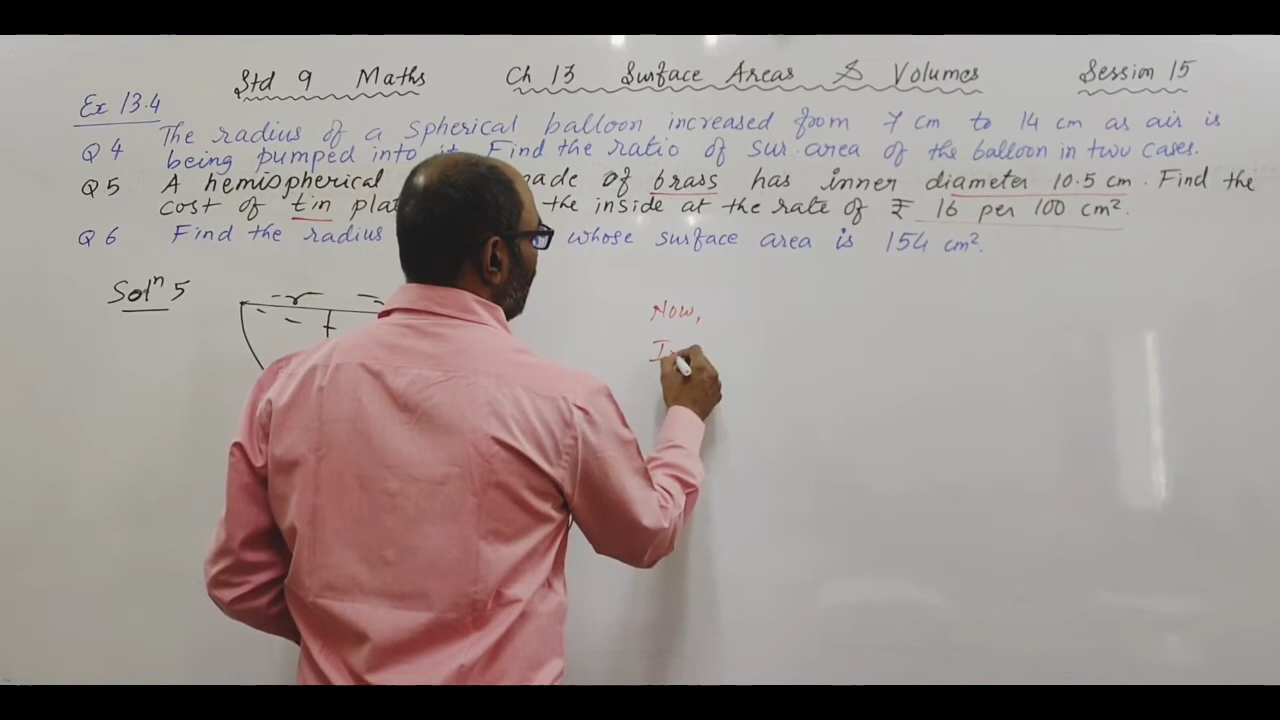 Std 9 Maths Ch 13 Surface Areas & Volumes Session 15
Ex 13.4
Q 4 The radius of a spherical balloon increased from 7 cm to 14 cm as air is
being pumped into it. Find the ratio of sur. area of the balloon in two cases.
Q 5 A hemispherical made of brass has inner diameter 10.5 cm. Find the
cost of tin the inside at the rate of ₹ 16 per 100 cm².
Q 6 Find the radius whose surface area is 154 cm².
Solⁿ 5
r
Now,